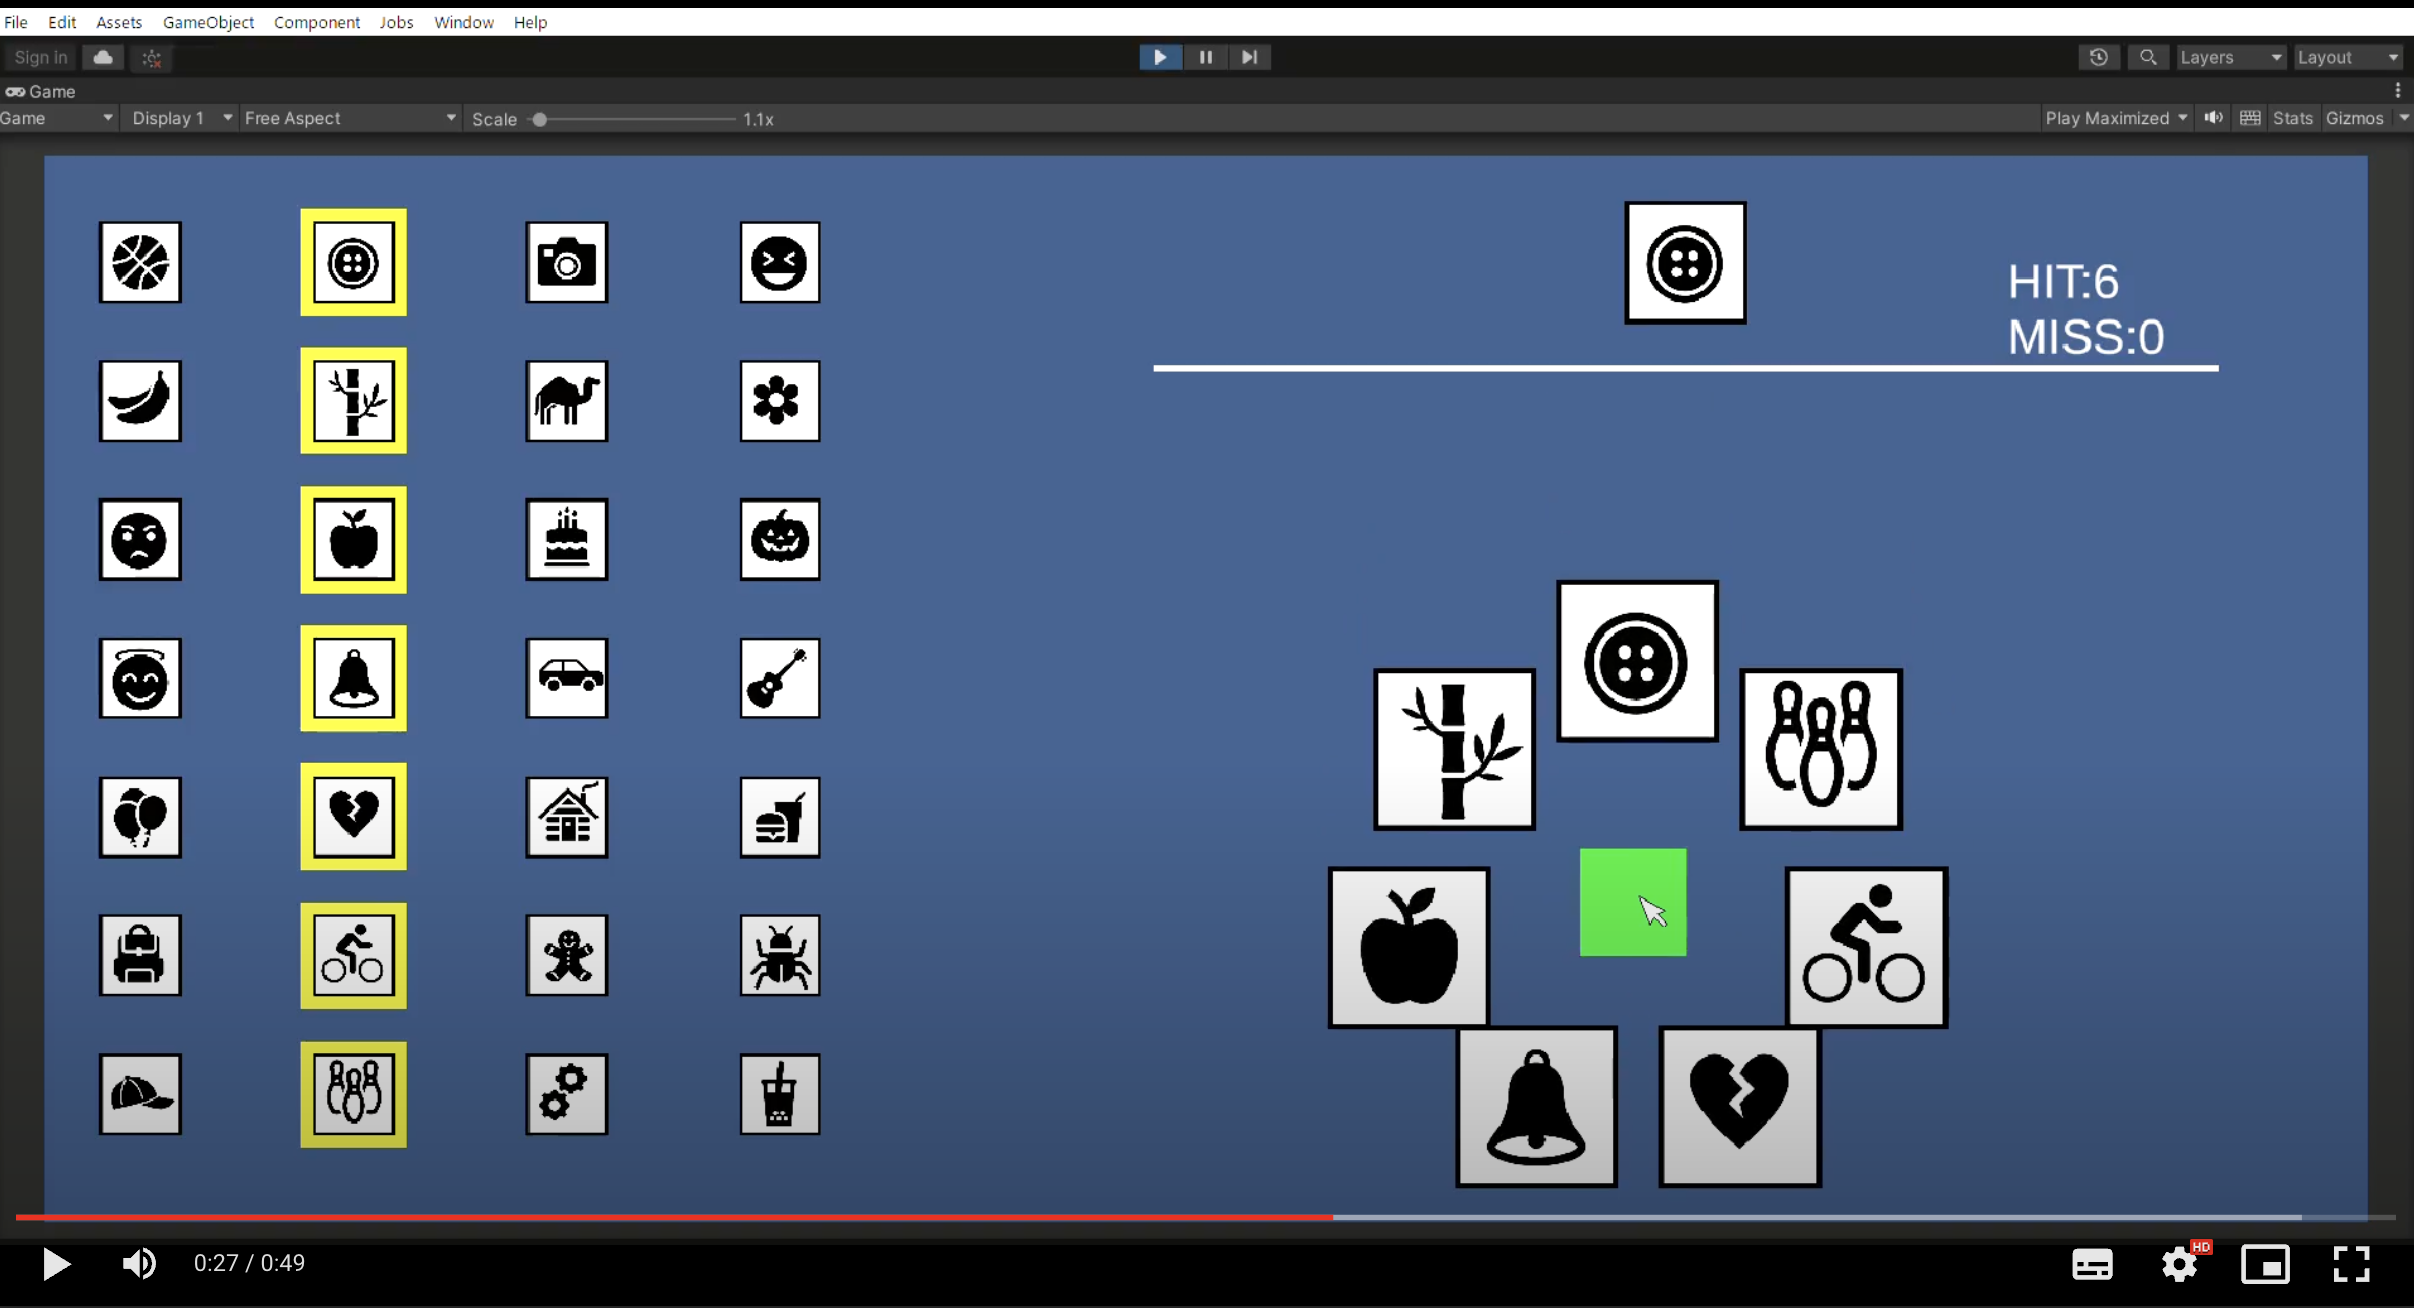 File Edit Assets GameObject Component Jobs Window Help
Sign in Layers Layout
Game
Game Display 1 Free Aspect Scale 1.1x Play Maximized Stats Gizmos
HIT:6
MISS:0
0:27 / 0:49 HD